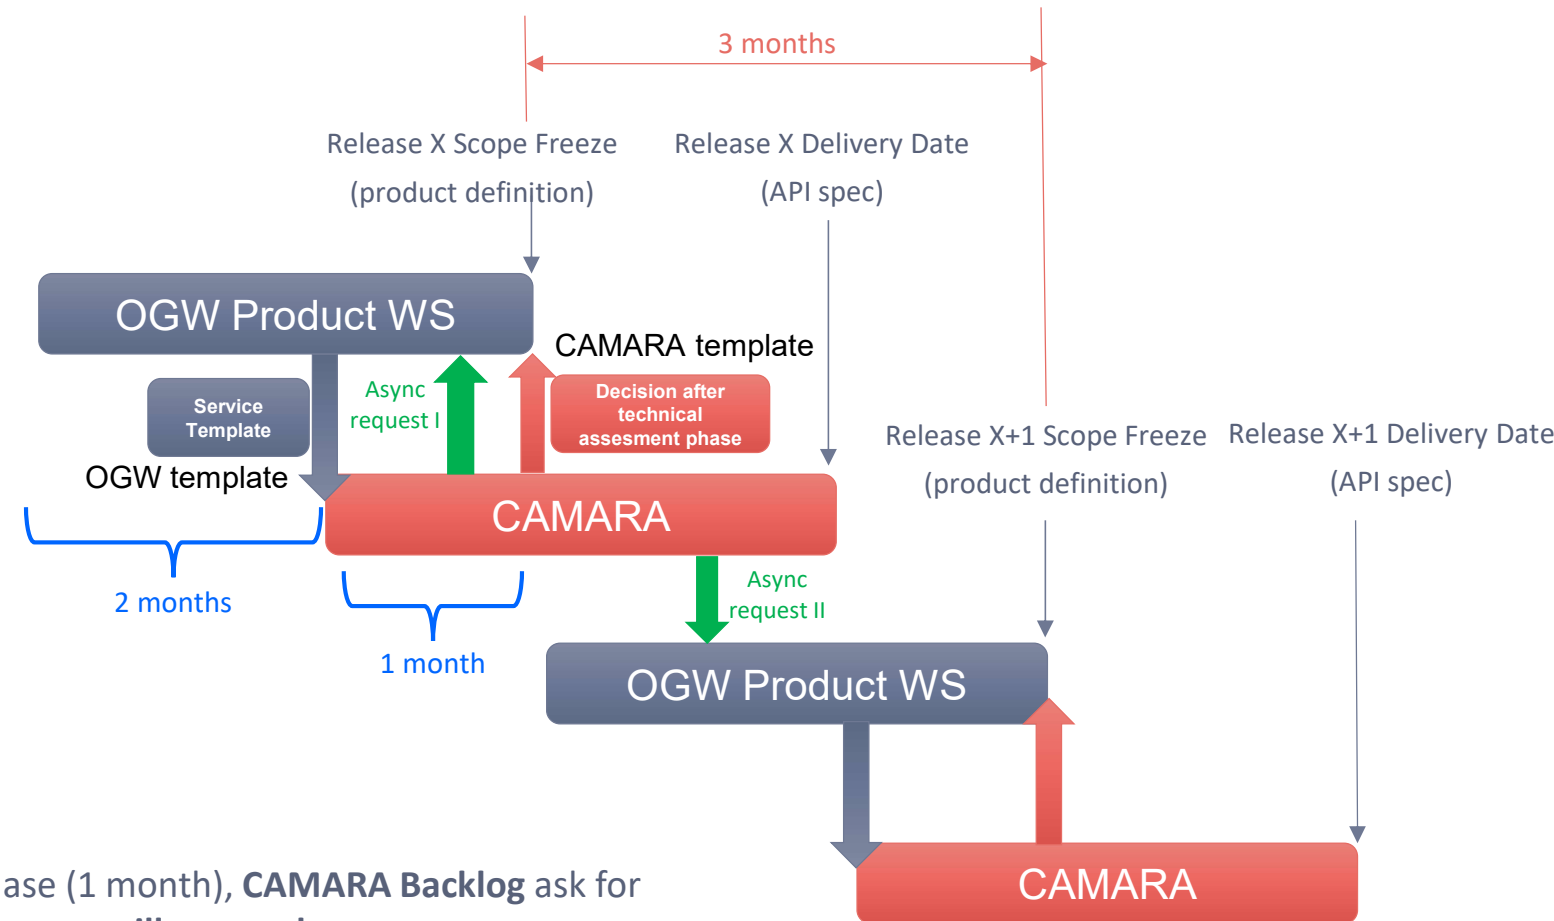 3 months
Release X Scope Freeze
(product definition)
Release X Delivery Date
(API spec)
OGW Product WS
CAMARA template
Service
Template
Async
request I
Decision after
technical
assesment phase
OGW template
Release X+1 Scope Freeze
(product definition)
Release X+1 Delivery Date
(API spec)
CAMARA
2 months
1 month
Async
request II
OGW Product WS
CAMARA
ase (1 month), CAMARA Backlog ask for